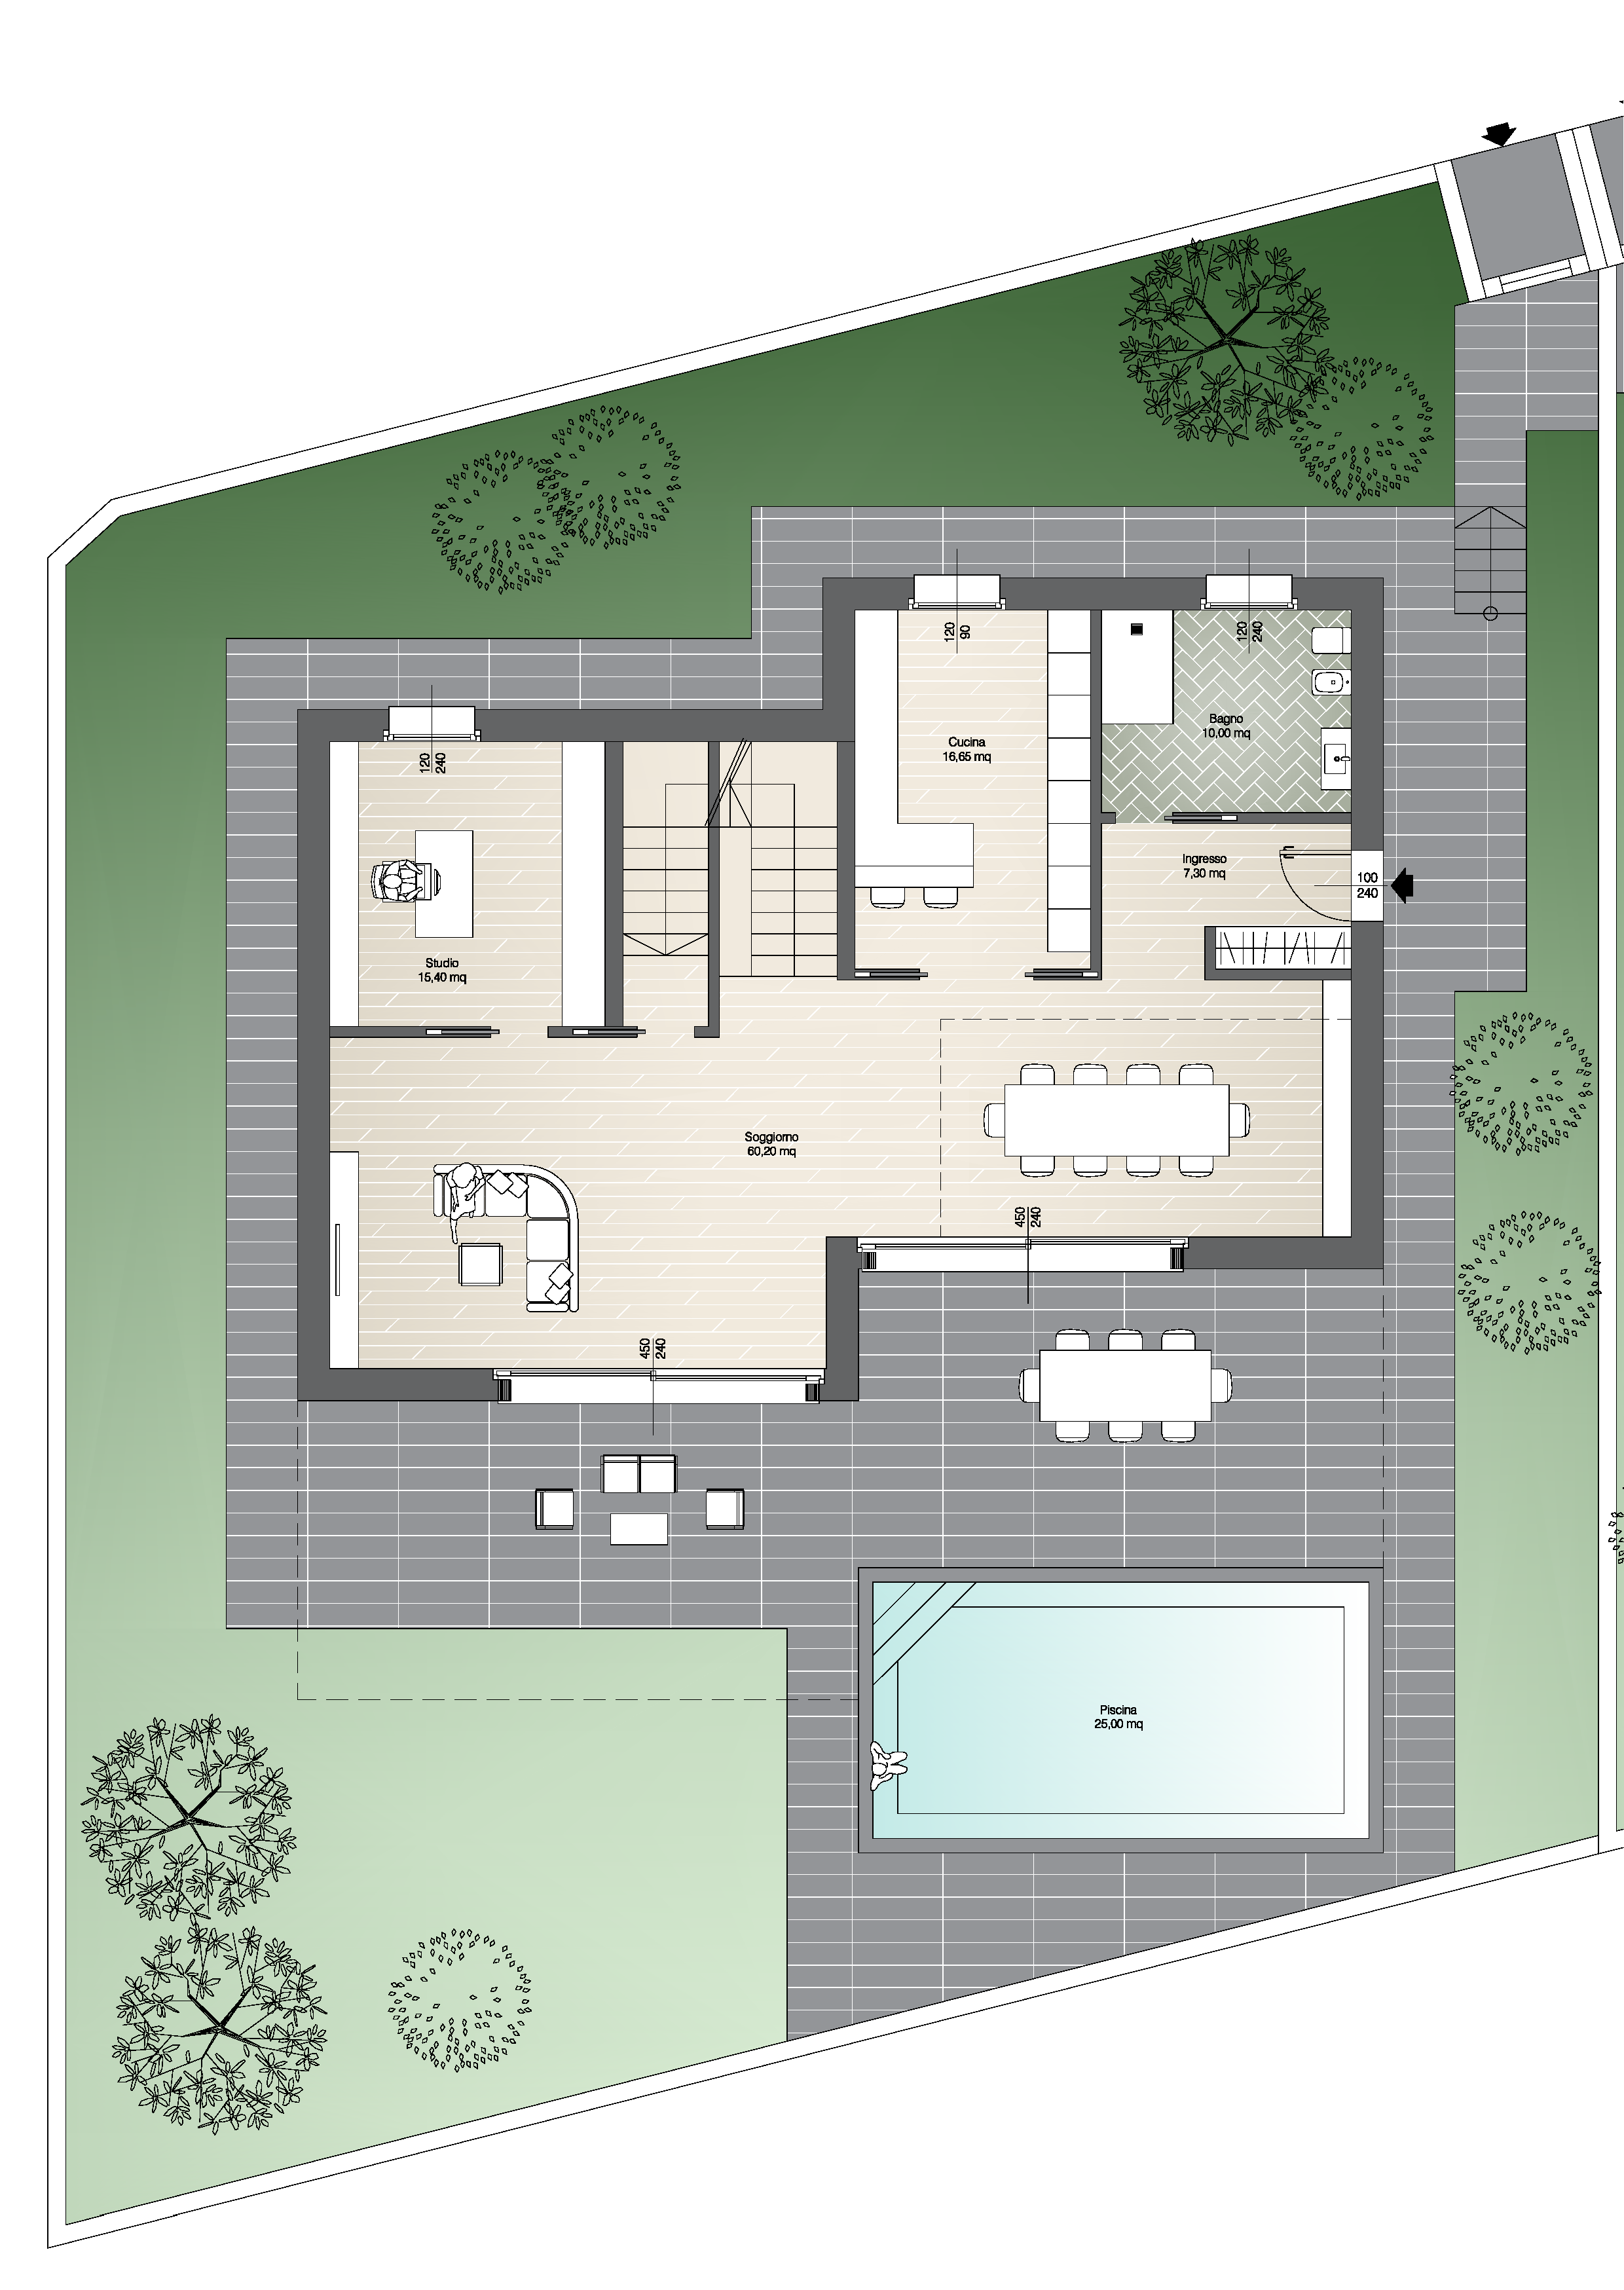 120
90
120
240
Bagno
10,00 mq
Cucina
16,65 mq
120
240
Ingresso
7,30 mq
100
240
Studio
15,40 mq
Soggiorno
60,20 mq
450
240
450
240
Piscina
25,00 mq